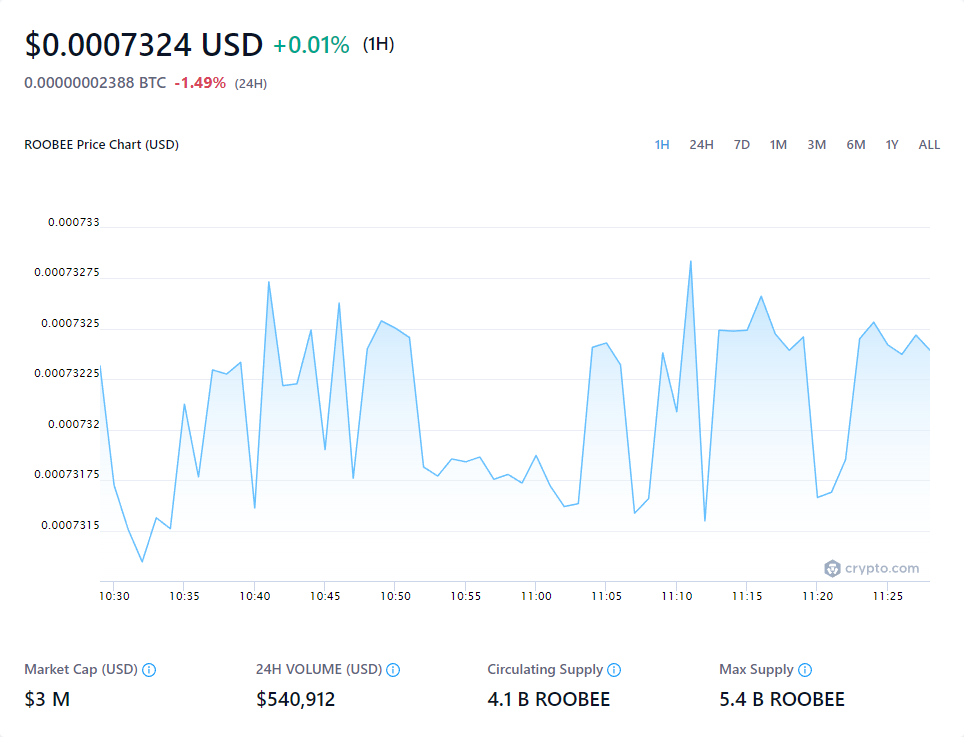 $0.0007324 USD +0.01% (1H)
0.00000002388 BTC -1.49% (24H)
ROOBEE Price Chart (USD) 1H 24H 7D 1M 3M 6M 1Y ALL
0.000733
0.00073275
0.0007325
0.00073225
0.000732
0.00073175
0.0007315
crypto.com
10:30 10:35 10:40 10:45 10:50 10:55 11:00 11:05 11:10 11:15 11:20 11:25
Market Cap (USD) 24H VOLUME (USD) Circulating Supply Max Supply
$3 M $540,912 4.1 B ROOBEE 5.4 B ROOBEE